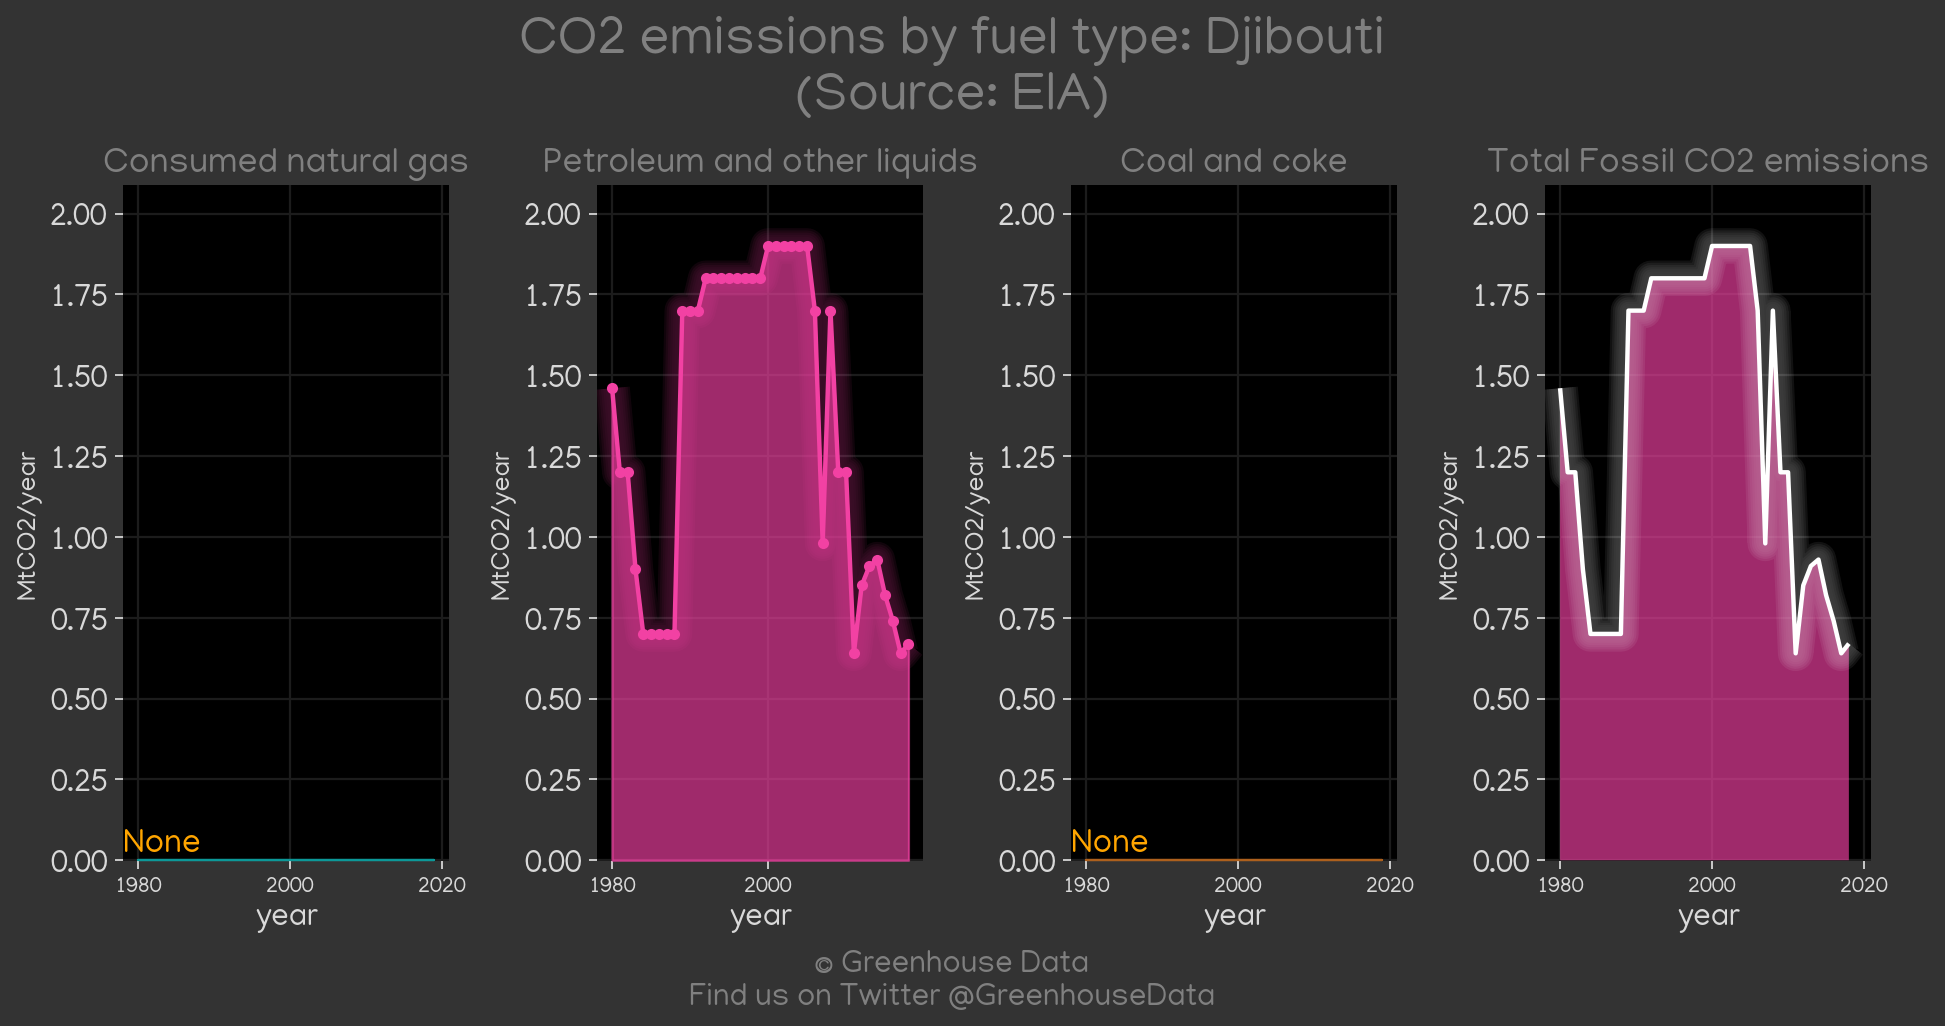 CO2 emissions by fuel type: Djibouti
(Source: EIA)
Consumed natural gas
Petroleum and other liquids
Coal and coke
Total Fossil CO2 emissions
MtCO2/year
2.00
1.75
1.50
1.25
1.00
0.75
0.50
0.25
0.00
None
1980
2000
2020
year
MtCO2/year
2.00
1.75
1.50
1.25
1.00
0.75
0.50
0.25
0.00
1980
2000
year
MtCO2/year
2.00
1.75
1.50
1.25
1.00
0.75
0.50
0.25
0.00
None
1980
2000
2020
year
MtCO2/year
2.00
1.75
1.50
1.25
1.00
0.75
0.50
0.25
0.00
1980
2000
2020
year
© Greenhouse Data
Find us on Twitter @GreenhouseData